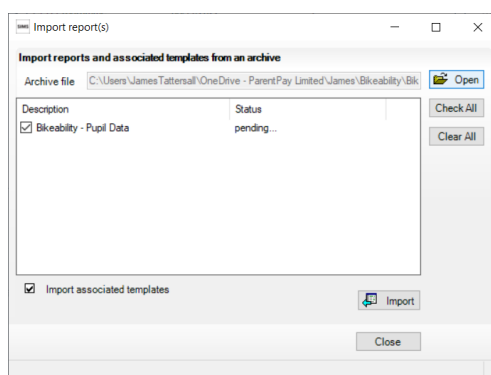 SIMS Import report(s)
Import reports and associated templates from an archive
Archive file C:\Users\JamesTattersall\OneDrive - ParentPay Limited\James\Bikeability\Bik Open
Check All
Description Status
Bikeability - Pupil Data pending...
Clear All
Import associated templates
Import
Close